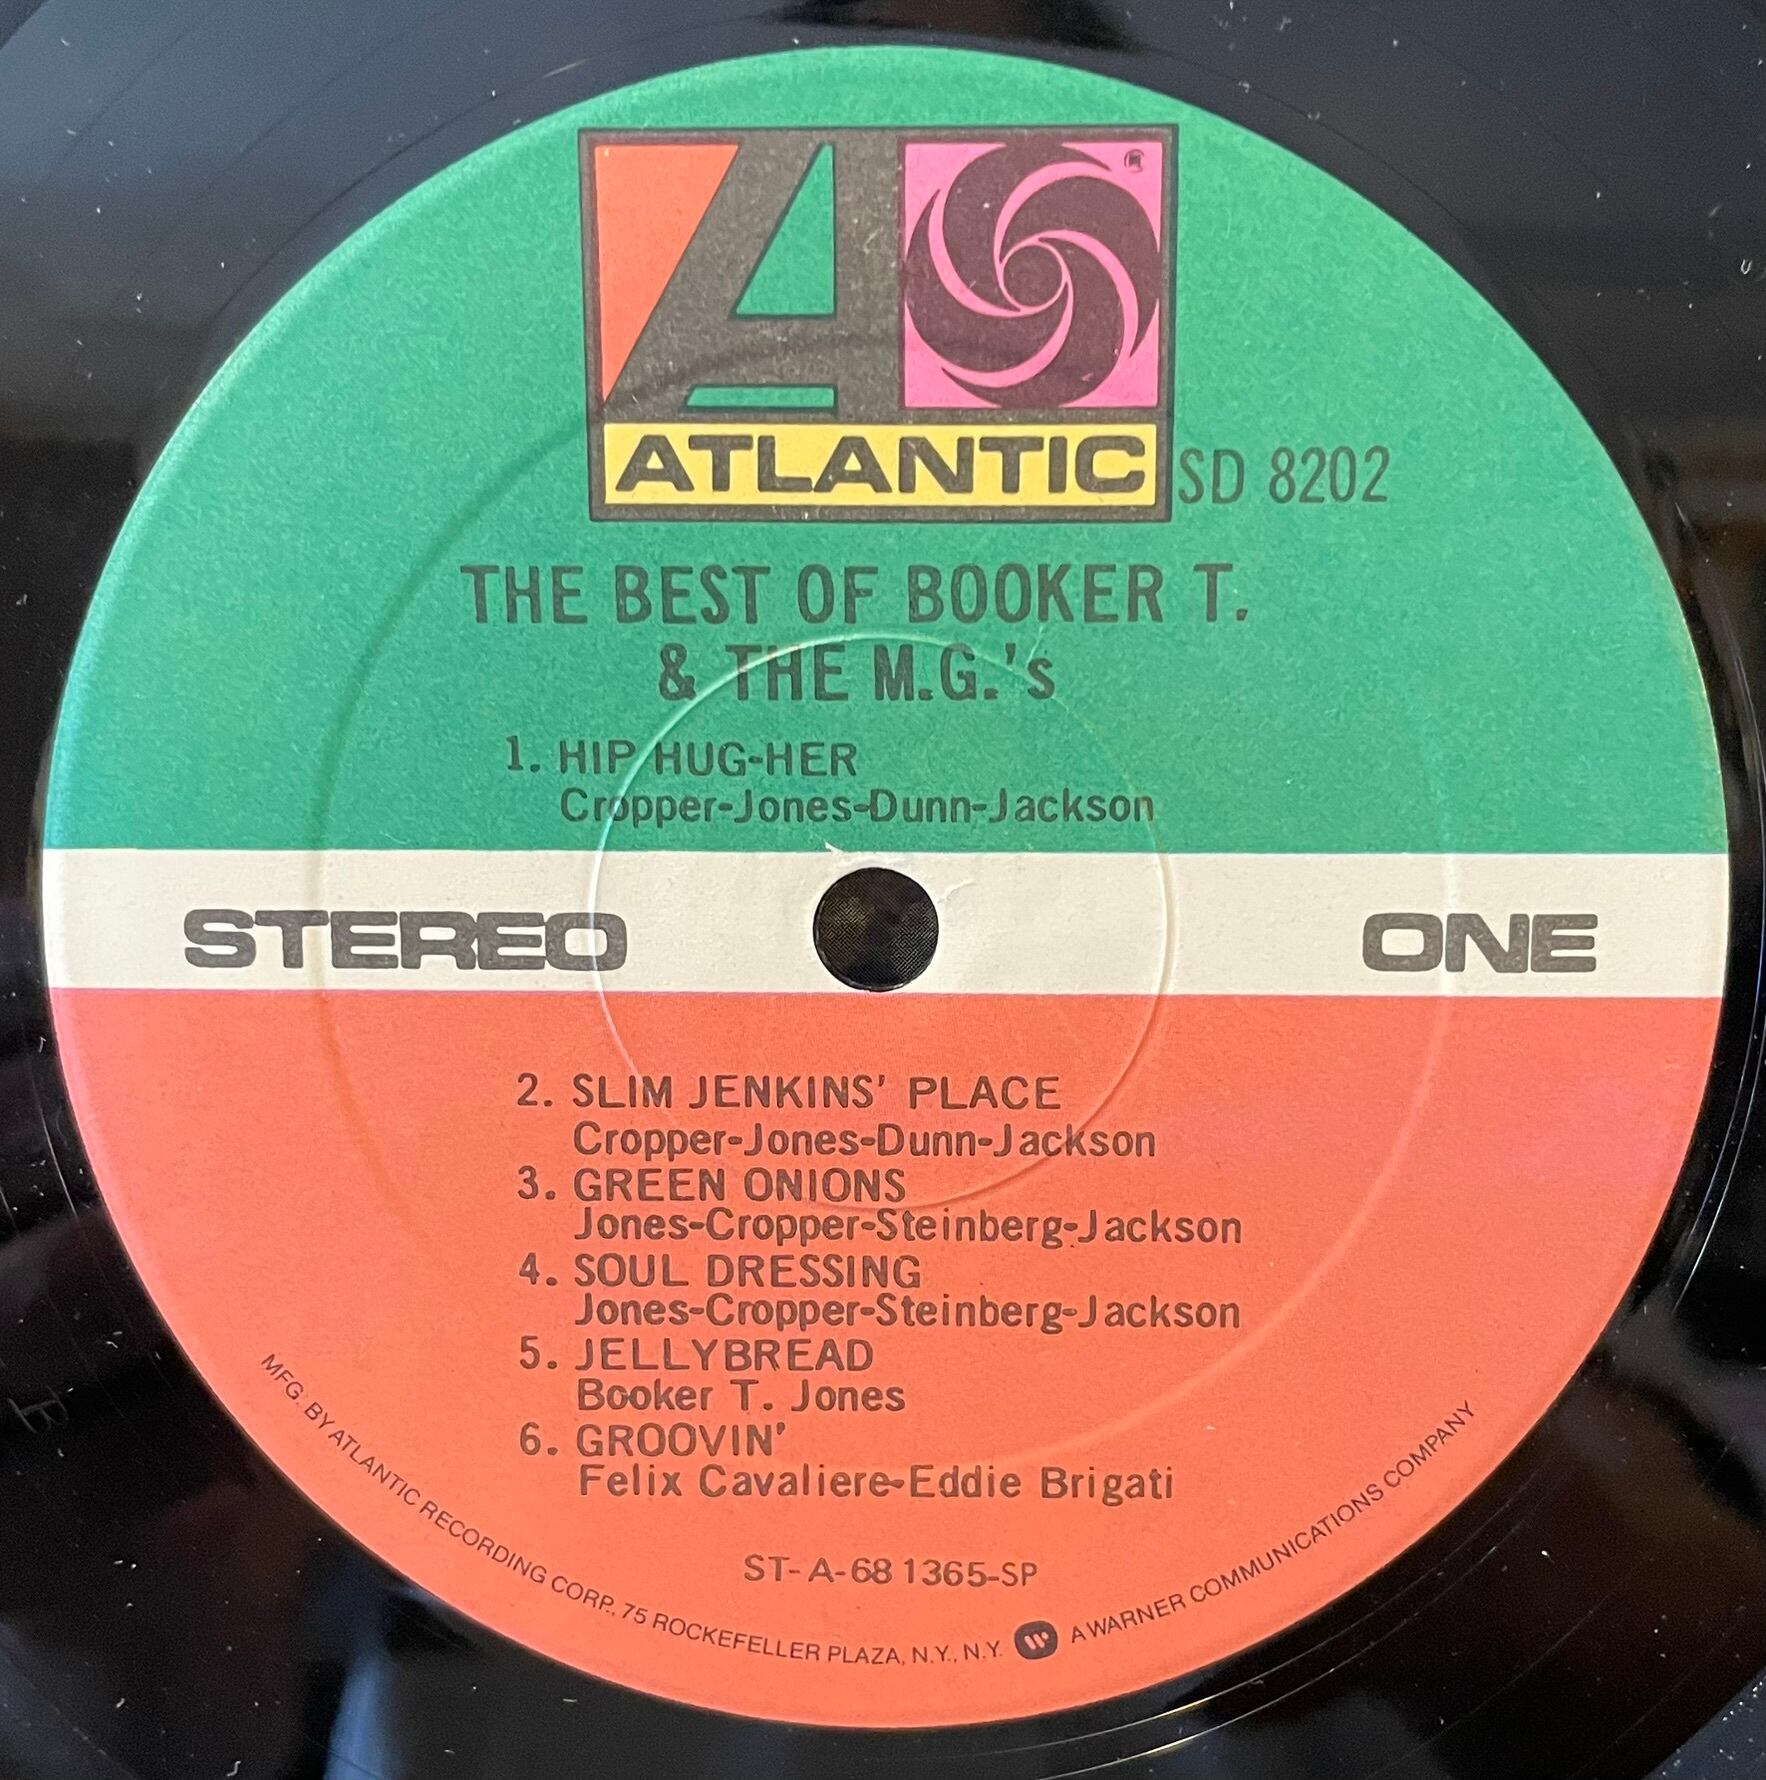 ATLANTIC
SD 8202
THE BEST OF BOOKER T.
& THE M.G.'s
1. HIP HUG-HER
Cropper-Jones-Dunn-Jackson
STEREO
ONE
2. SLIM JENKINS' PLACE
Cropper-Jones-Dunn-Jackson
3. GREEN ONIONS
Jones-Cropper-Steinberg-Jackson
4. SOUL DRESSING
Jones-Cropper-Steinberg-Jackson
5. JELLYBREAD
Booker T. Jones
6. GROOVIN'
Felix Cavaliere-Eddie Brigati
ST-A-68 1365-SP
MFG. BY ATLANTIC RECORDING CORP., 75 ROCKEFELLER PLAZA, N.Y., N.Y. A WARNER COMMUNICATIONS COMPANY